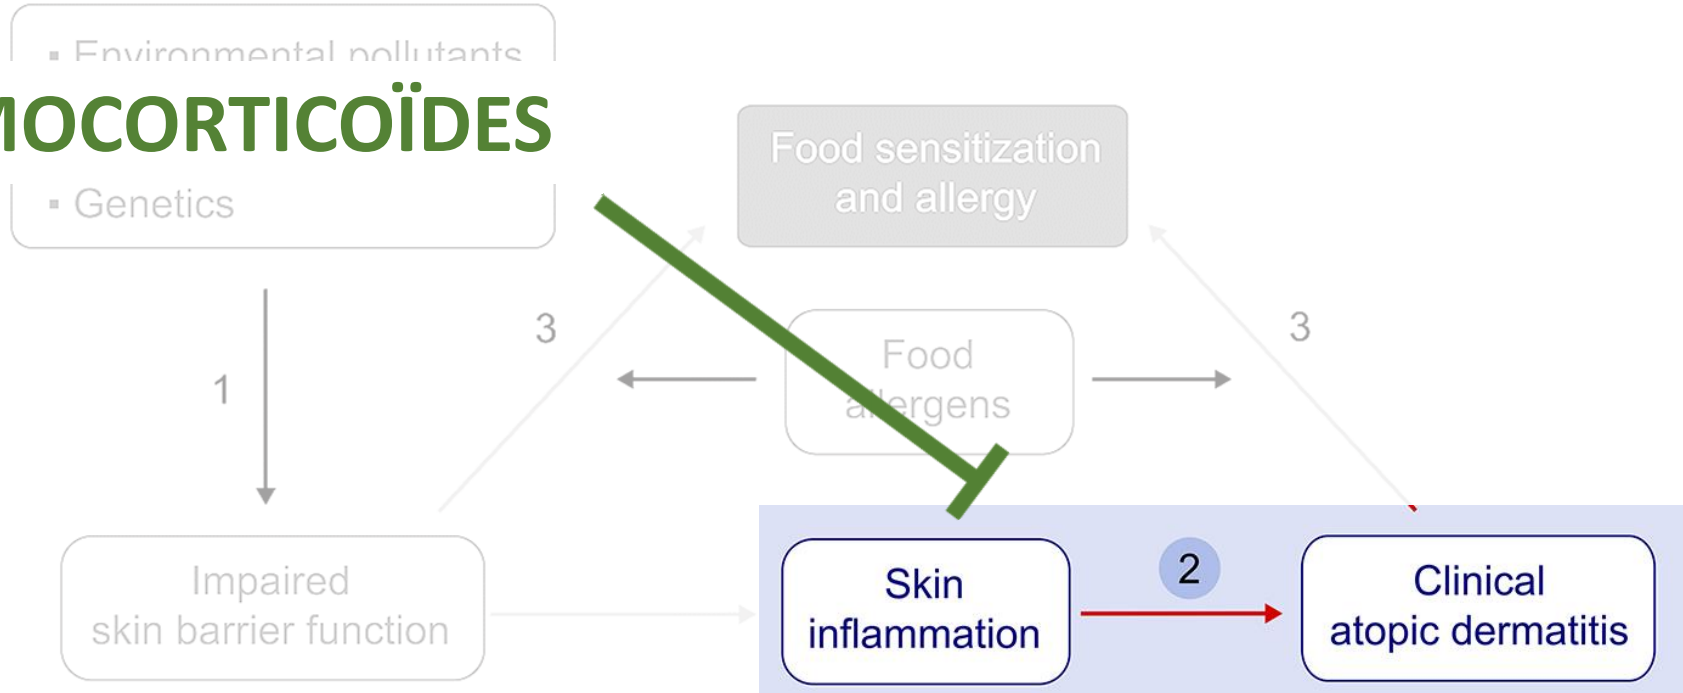 ▪ Environmental pollutants
MOCORTICOÏDES
▪ Genetics
Food sensitization
and allergy
3
3
Food
allergens
1
Impaired
skin barrier function
Skin
inflammation
2
Clinical
atopic dermatitis